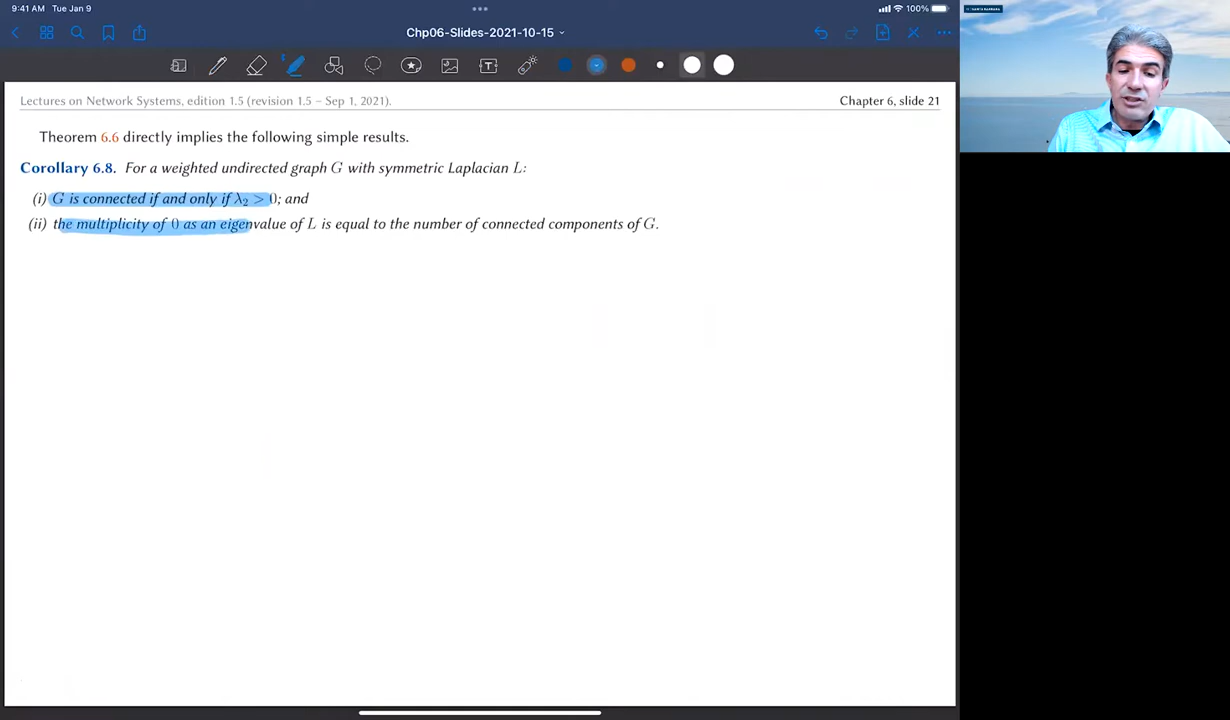 9:41 AM Tue Jan 9
100%
Chp06-Slides-2021-10-15
Lectures on Network Systems, edition 1.5 (revision 1.5 – Sep 1, 2021).
Chapter 6, slide 21
Theorem 6.6 directly implies the following simple results.
Corollary 6.8. For a weighted undirected graph G with symmetric Laplacian L:
(i) G is connected if and only if λ₂ > 0; and
(ii) the multiplicity of 0 as an eigenvalue of L is equal to the number of connected components of G.